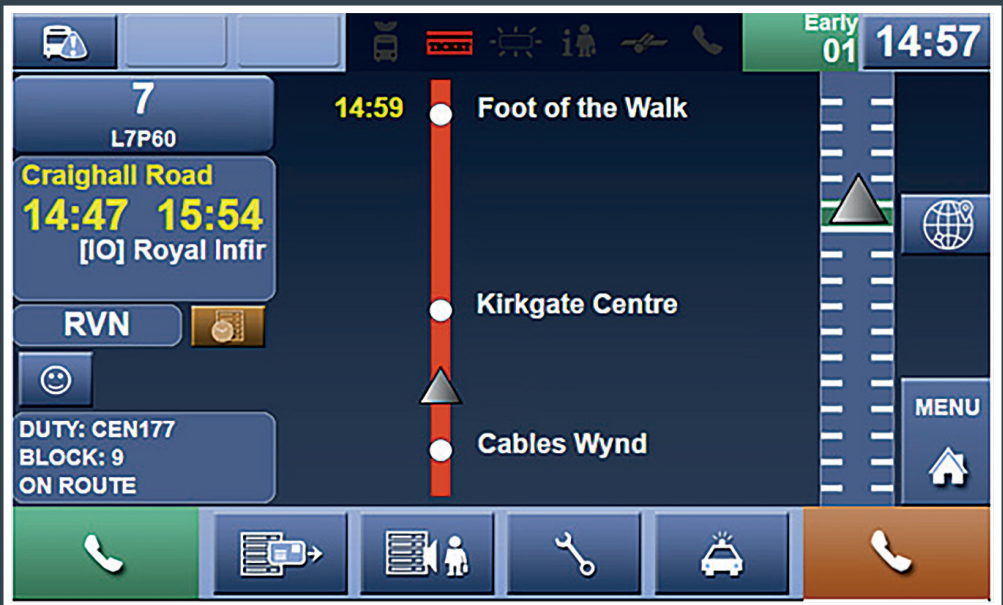 Early
01
14:57
7
L7P60
Craighall Road
14:47 15:54
[IO] Royal Infir
RVN
DUTY: CEN177
BLOCK: 9
ON ROUTE
14:59 Foot of the Walk
Kirkgate Centre
Cables Wynd
MENU